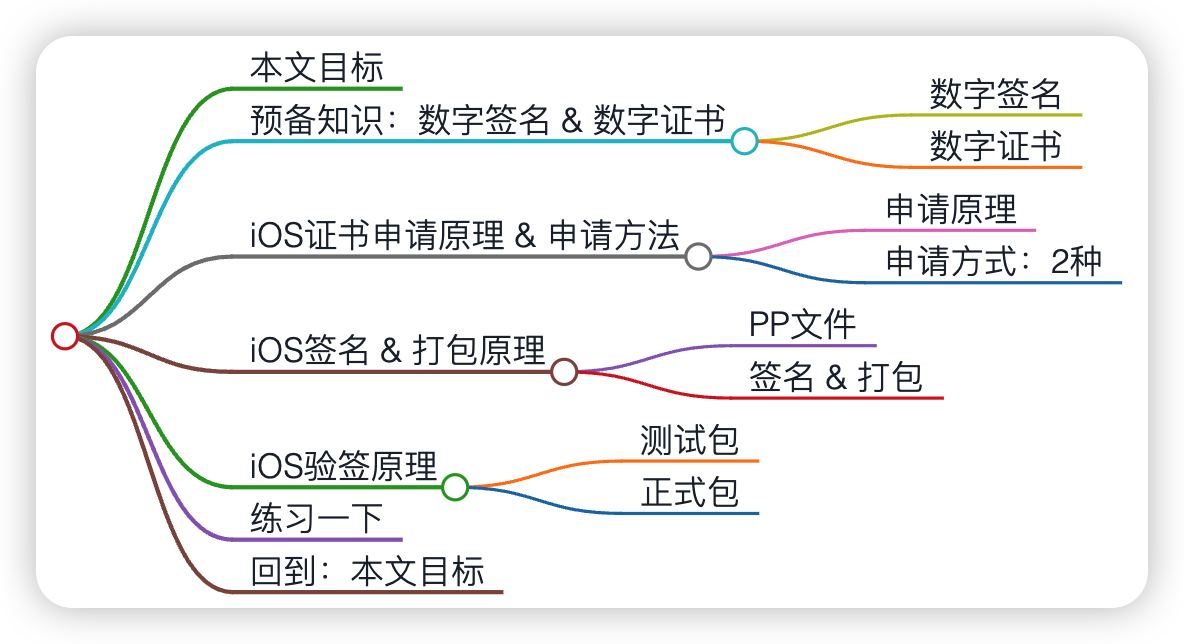 本文目标
预备知识：数字签名 & 数字证书
数字签名
数字证书
iOS证书申请原理 & 申请方法
申请原理
申请方式：2种
iOS签名 & 打包原理
PP文件
签名 & 打包
iOS验签原理
测试包
正式包
练习一下
回到：本文目标